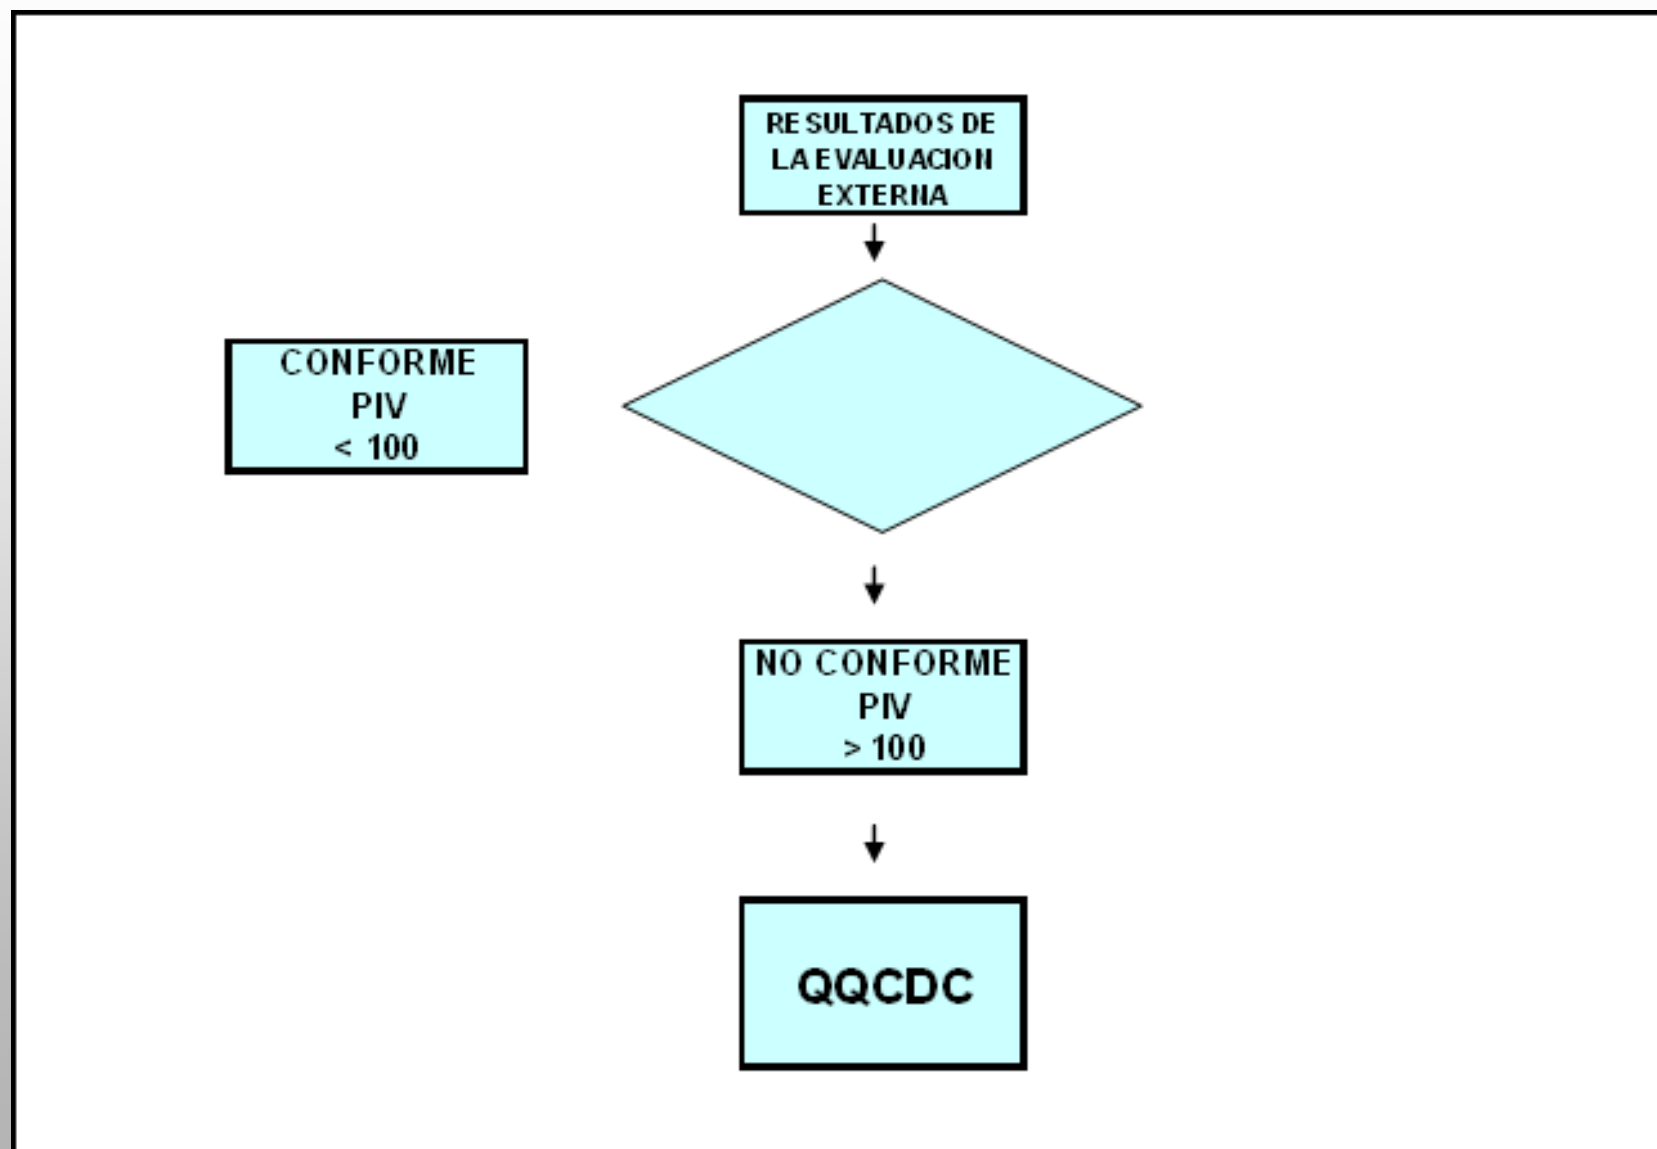 RESULTADOS DE
LA EVALUACION
EXTERNA
CONFORME
PIV
< 100
NO CONFORME
PIV
> 100
QQCDC